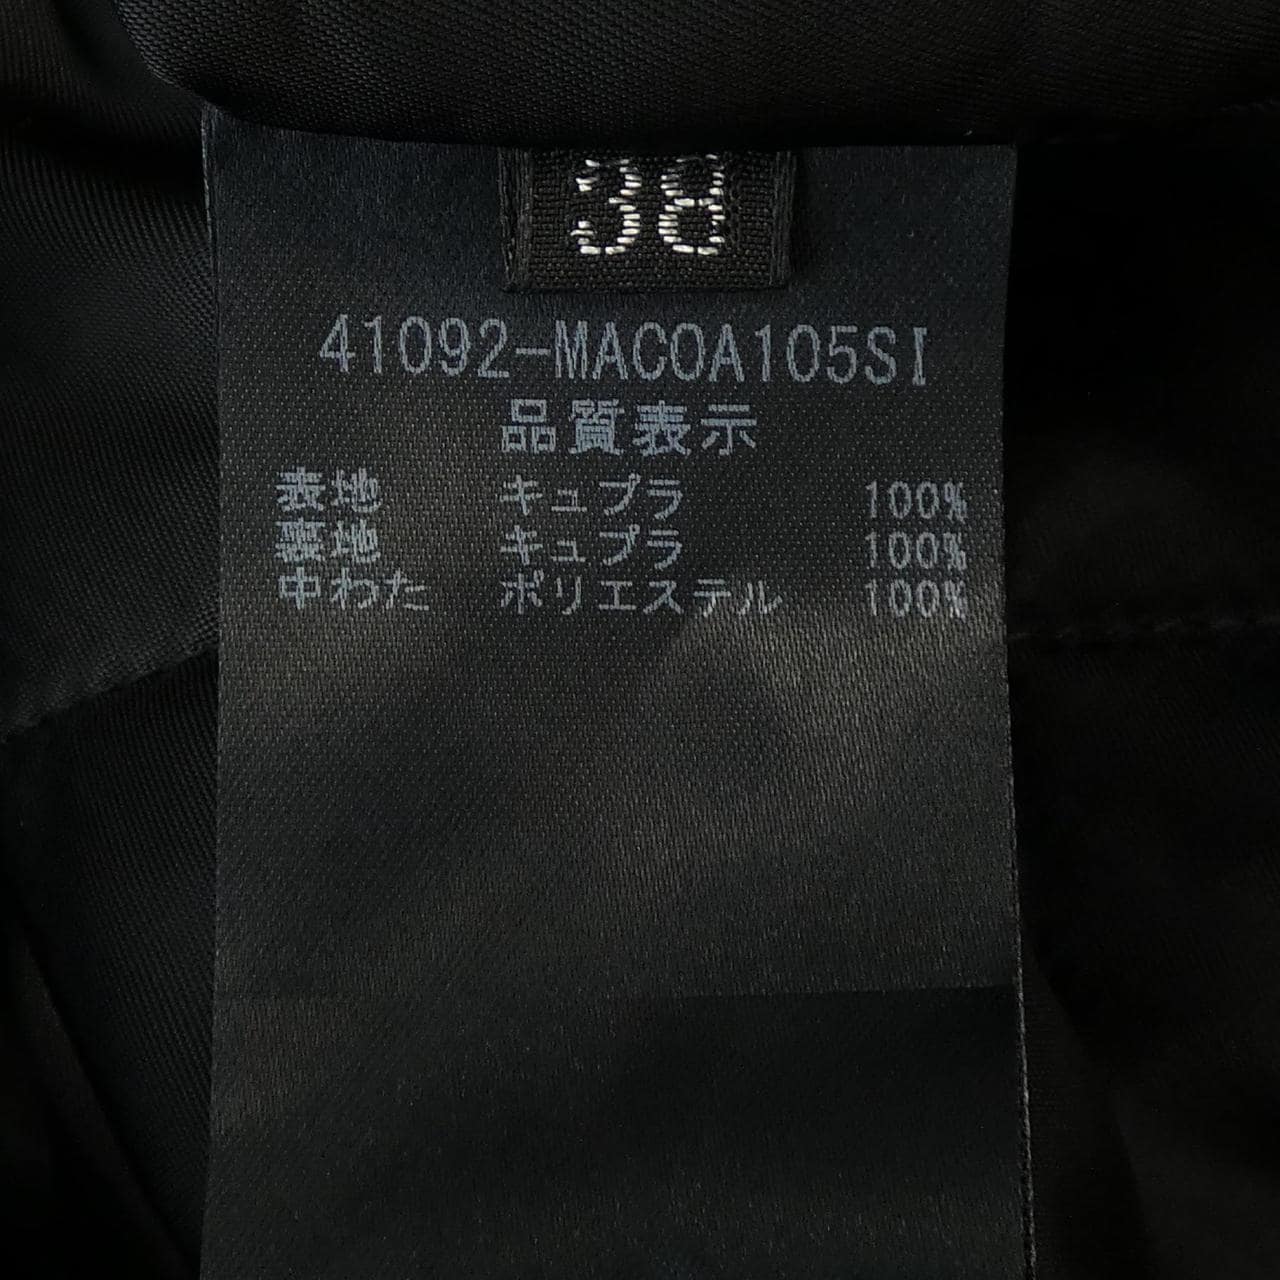 38
41092-MACOA105SI
品質表示
表地 キュプラ 100%
裏地 キュプラ 100%
中わた ポリエステル 100%